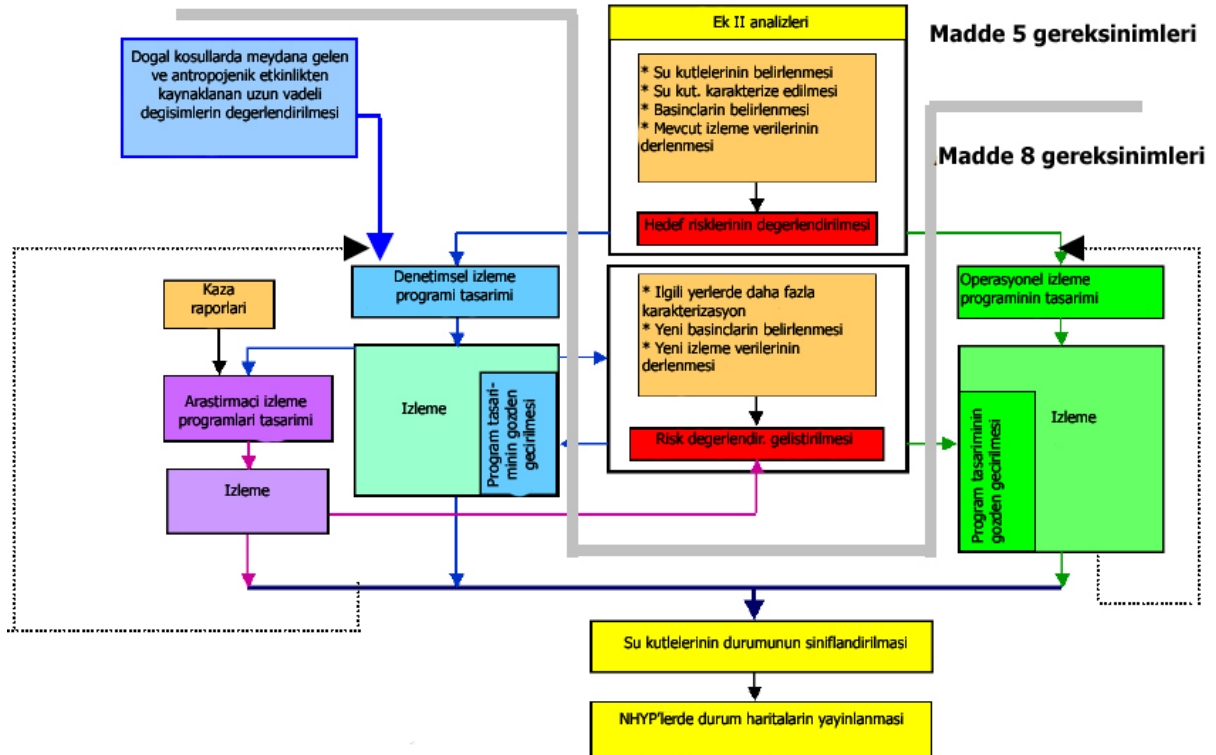 Ek II analizleri
Madde 5 gereksinimleri
Dogal kosullarda meydana gelen
ve antropojenik etkinlikten
kaynaklanan uzun vadeli
degisimlerin degerlendirilmesi
* Su kutlelerinin belirlenmesi
* Su kut. karakterize edilmesi
* Basinclarin belirlenmesi
* Mevcut izleme verilerinin
derlenmesi
Madde 8 gereksinimleri
Hedef risklerinin degerlendirilmesi
Denetimsel izleme
programi tasarimi
Kaza
raporlari
* Ilgili yerlerde daha fazla
karakterizasyon
* Yeni basinclarin belirlenmesi
* Yeni izleme verilerinin
derlenmesi
Operasyonel izleme
programinin tasarimi
Arastirmaci izleme
programlari tasarimi
Izleme
Program tasari-
minin gozden
gecirilmesi
Risk degerlendir. gelistirilmesi
Izleme
Program tasariminin
gozden gecirilmesi
Izleme
Su kutlelerinin durumunun siniflandirilmasi
NHYP'lerde durum haritalarin yayinlanmasi